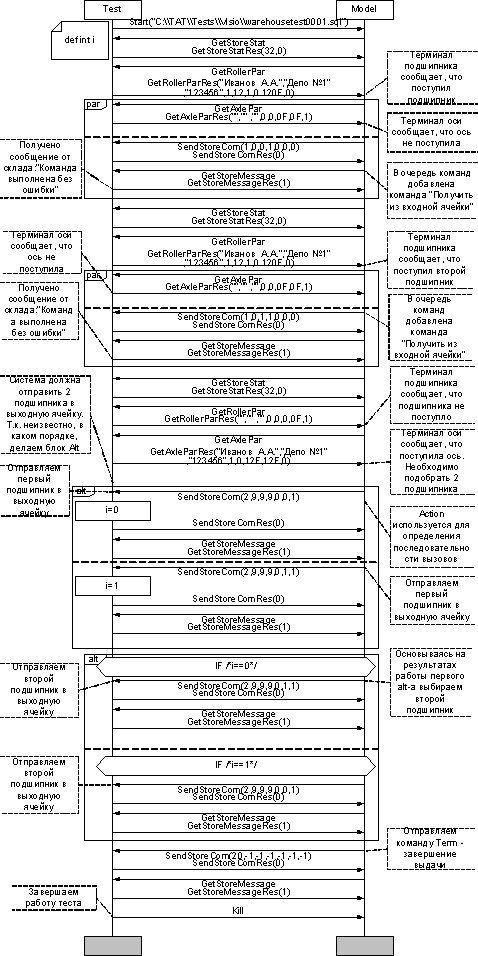 Test
Model
Start("C:\\TAT\\Tests\\Msio\\warehousetest0001.sql")
defint i
GetStoreStat
GetStoreStatRes(32,0)
GetRollerPar
GetRollerParRes("Иванов А.А.","Депо №1"
,"123456",1,12,1,0,120F,0)
Терминал
подшипника
сообщает, что
поступил
подшипник
par
GetAxlePar
GetAxleParRes("","","",0,0,0F,0F,1)
Терминал оси
сообщает, что ось
не поступила
SendStoreCom(1,0,0,1,0,0,0)
SendStoreComRes(0)
Получено
сообщение от
склада:"Команда
выполнена без
ошибки"
GetStoreMessage
GetStoreMessageRes(1)
В очередь команд
добавлена
команда "Получить
из входной ячейки"
GetStoreStat
GetStoreStatRes(32,0)
GetRollerPar
GetRollerParRes("Иванов А.А.","Депо №1"
,"123456",1,12,1,0,120F,0)
Терминал
подшипника
сообщает, что
поступил второй
подшипник
Терминал оси
сообщает, что
ось не
поступила
par
GetAxlePar
GetAxleParRes("","","",0,0,0F,0F,1)
SendStoreCom(1,0,1,1,0,0,0)
SendStoreComRes(0)
Получено
сообщение от
склада:"Команд
а выполнена
без ошибки"
GetStoreMessage
GetStoreMessageRes(1)
В очередь
команд
добавлена
команда
"Получить из
входной ячейки"
GetStoreStat
GetStoreStatRes(32,0)
GetRollerPar
GetRollerParRes("","","",0,0,0,0F,1)
Терминал
подшипника
сообщает, что
подшипника не
поступло
Система должна
отправить 2
подшипника в
выходную ячейку.
Т.к. неизвестно, в
каком порядке,
делаем блок Alt
GetAxlePar
GetAxleParRes("Иванов А.А.","Депо №1"
,"123456",1,0,12F,12F,0)
Терминал оси
сообщает, что
поступила ось.
Необходимо
подобрать 2
подшипника
Отправляем
первый
подшипник в
выходную
ячейку
alt
SendStoreCom(2,9,9,9,0,0,1)
i=0
SendStoreComRes(0)
GetStoreMessage
GetStoreMessageRes(1)
Action
используется для
определения
последовательно
сти вызовов
SendStoreCom(2,9,9,9,0,1,1)
i=1
SendStoreComRes(0)
GetStoreMessage
GetStoreMessageRes(1)
Отправляем
первый
подшипник в
выходную ячейку
alt
IF /*i==0*/
Отправляем
второй
подшипник в
выходную
ячейку
SendStoreCom(2,9,9,9,0,1,1)
SendStoreComRes(0)
GetStoreMessage
GetStoreMessageRes(1)
Основываясь на
результатах
работы первого
alt-а выбираем
второй
подшипник
IF /*i==1*/
Отправляем
второй
подшипник в
выходную
ячейку
SendStoreCom(2,9,9,9,0,0,1)
SendStoreComRes(0)
GetStoreMessage
GetStoreMessageRes(1)
SendStoreCom(20,-1,-1,-1,-1,-1,-1)
SendStoreComRes(0)
Отправляем
команду Term -
завершение
выдачи
GetStoreMessage
GetStoreMessageRes(1)
Завершаем
работу теста
Kill